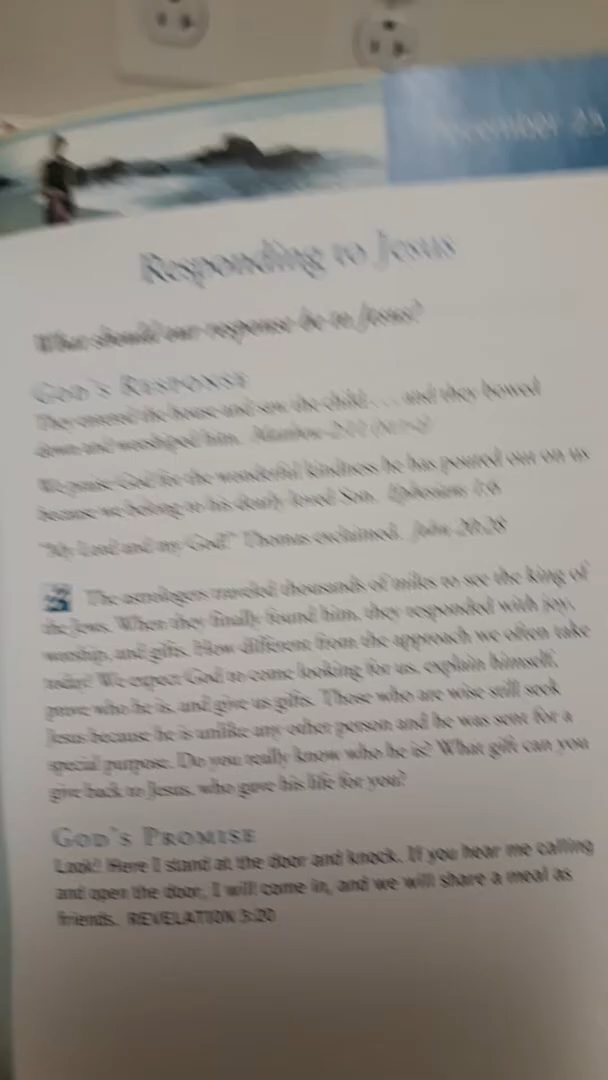 December
Responding to Jesus
What should our response be to Jesus?
GOD'S RESPONSE
They entered the house and saw the child . . . and they bowed
down and worshiped him. Matthew 2:11
We praise God for the wonderful kindness he has poured out on us
because we belong to his dearly loved Son. Ephesians 1:6
"My Lord and my God!" Thomas exclaimed. John 20:28
The astrologers traveled thousands of miles to see the king of
the Jews. When they finally found him, they responded with joy,
worship, and gifts. How different from the approach we often take
today! We expect God to come looking for us, explain himself,
prove who he is, and give us gifts. Those who are wise still seek
Jesus because he is unlike any other person and he was sent for a
special purpose. Do you really know who he is? What gift can you
give back to Jesus, who gave his life for you?
GOD'S PROMISE
Look! Here I stand at the door and knock. If you hear me calling
and open the door, I will come in, and we will share a meal as
friends. REVELATION 3:20